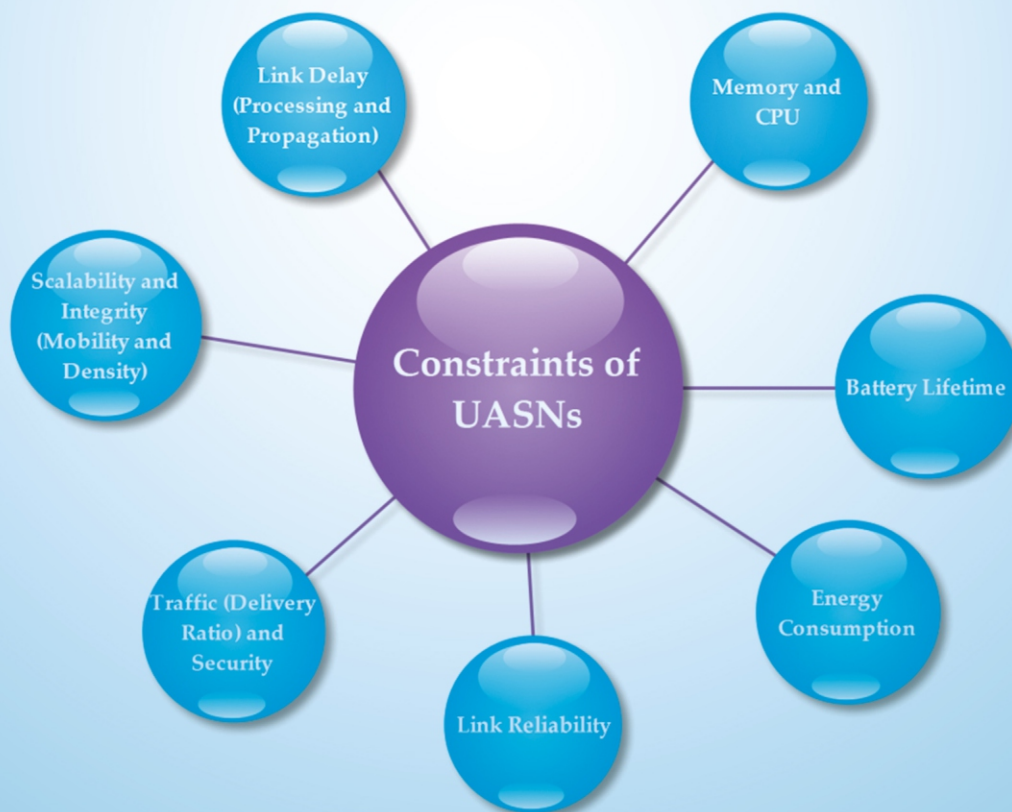 Link Delay
(Processing and
Propagation)
Memory and
CPU
Scalability and
Integrity
(Mobility and
Density)
Constraints of
UASNs
Battery Lifetime
Traffic (Delivery
Ratio) and
Security
Energy
Consumption
Link Reliability